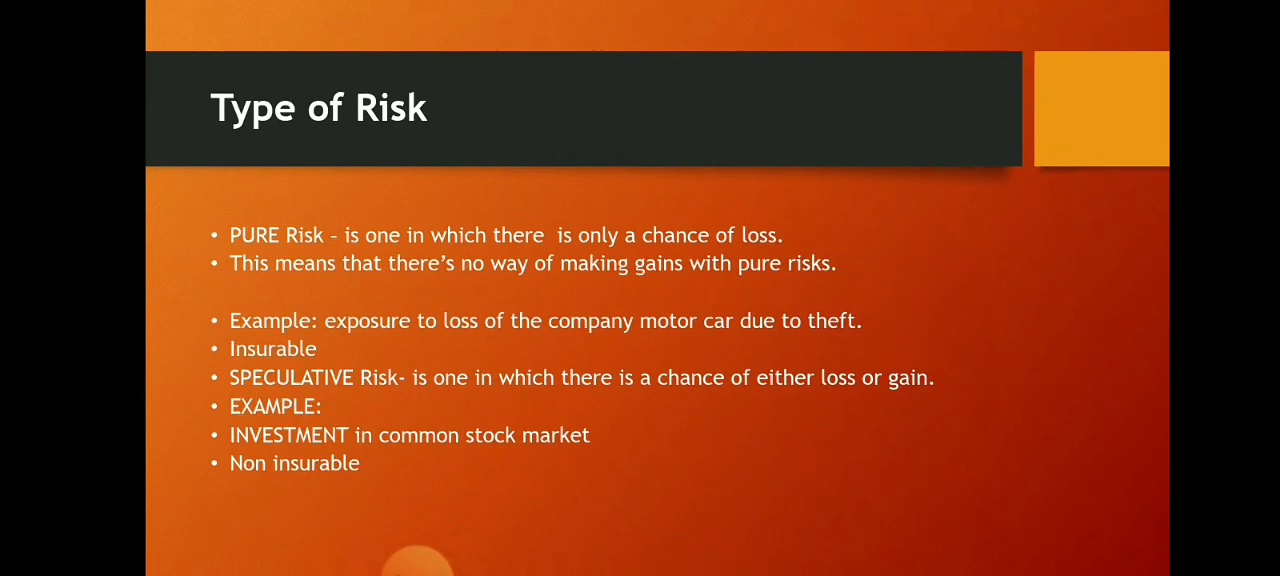 Type of Risk
• PURE Risk – is one in which there  is only a chance of loss.
• This means that there’s no way of making gains with pure risks.
• Example: exposure to loss of the company motor car due to theft.
• Insurable
• SPECULATIVE Risk- is one in which there is a chance of either loss or gain.
• EXAMPLE:
• INVESTMENT in common stock market
• Non insurable